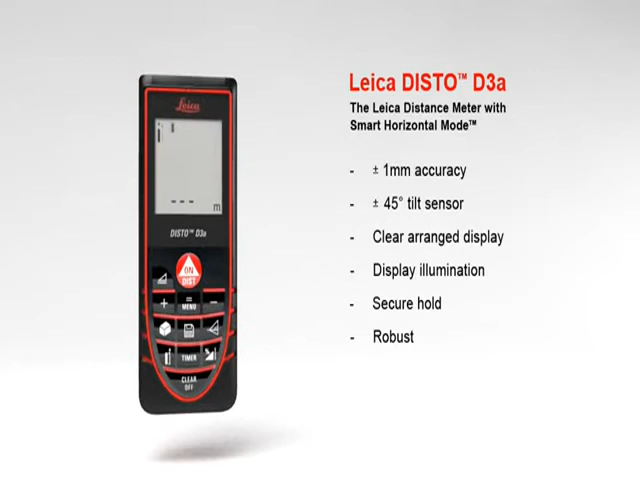 Leica DISTO™ D3a
The Leica Distance Meter with
Smart Horizontal Mode™
- ± 1mm accuracy
- ± 45° tilt sensor
- Clear arranged display
- Display illumination
- Secure hold
- Robust
Leica
m
DISTO™ D3a
ON
DIST
+ = −
MENU
TIMER
CLEAR
OFF